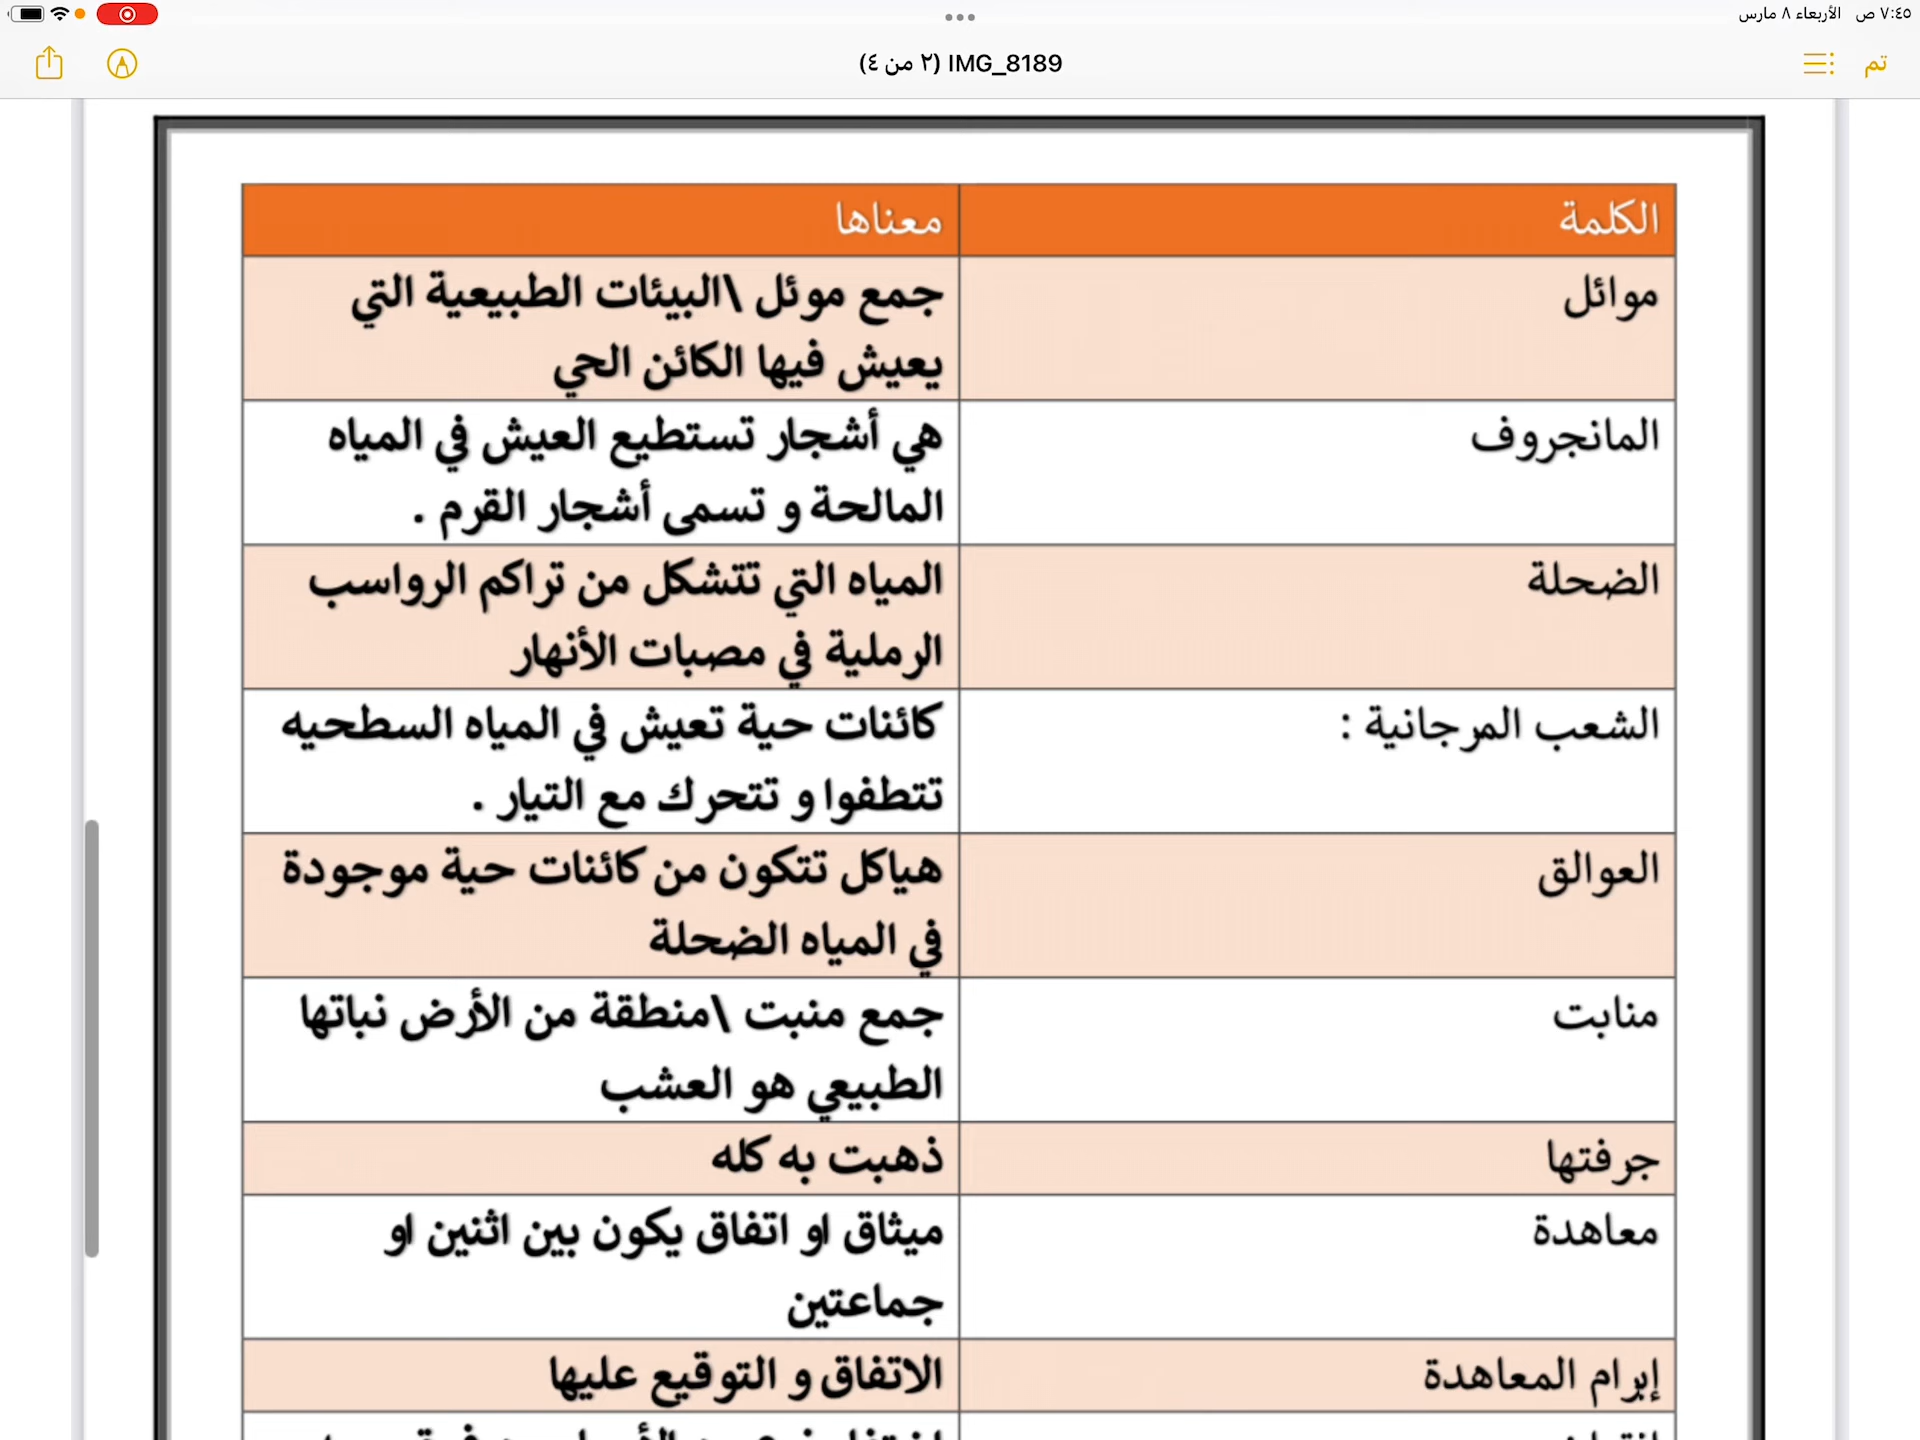 ٧:٤٥ ص الأربعاء ٨ مارس
تم
IMG_8189 (٢ من ٤)
الكلمة
معناها
موائل
جمع موئل \البيئات الطبيعية التي
يعيش فيها الكائن الحي
المانجروف
هي أشجار تستطيع العيش في المياه
المالحة و تسمى أشجار القرم .
الضحلة
المياه التي تتشكل من تراكم الرواسب
الرملية في مصبات الأنهار
الشعب المرجانية :
كائنات حية تعيش في المياه السطحيه
تتطفوا و تتحرك مع التيار .
العوالق
هياكل تتكون من كائنات حية موجودة
في المياه الضحلة
منابت
جمع منبت \منطقة من الأرض نباتها
الطبيعي هو العشب
جرفتها
ذهبت به كله
معاهدة
ميثاق او اتفاق يكون بين اثنين او
جماعتين
إبرام المعاهدة
الاتفاق و التوقيع عليها